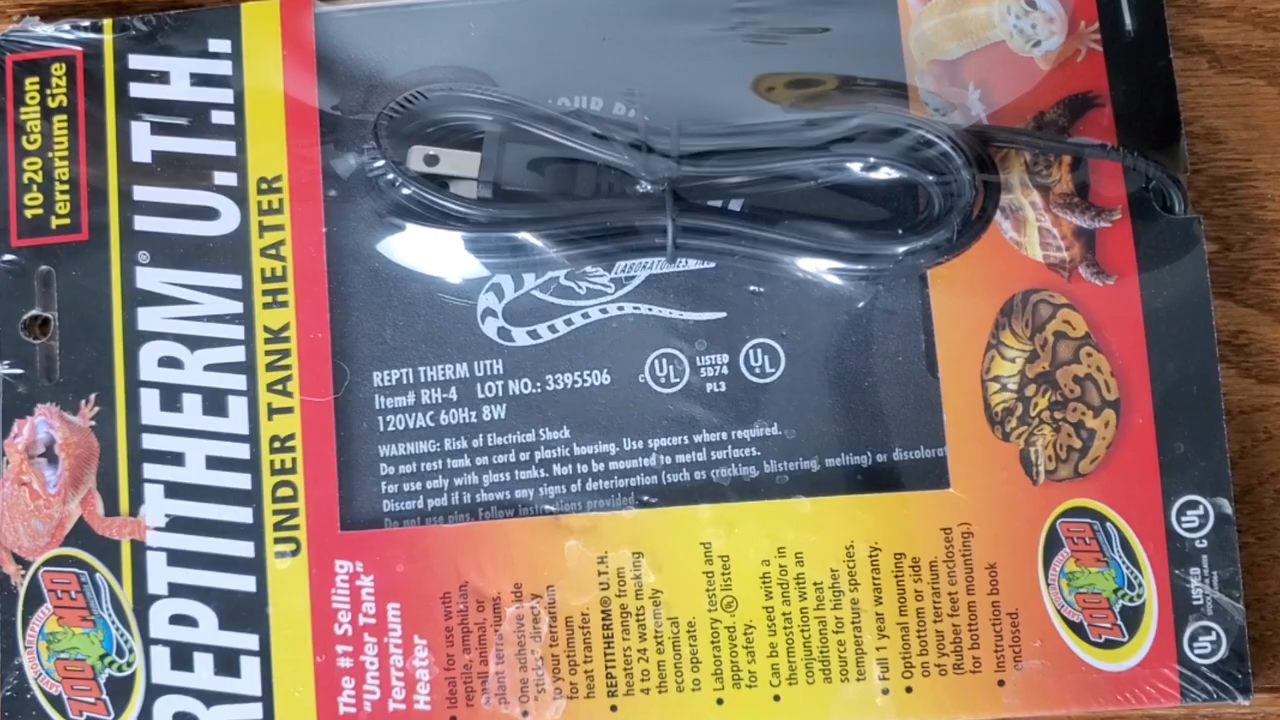 10-20 Gallon
Terrarium Size
REPTITHERM® U.T.H.
UNDER TANK HEATER
ZOO MED
LABORATORIES, INC
REPTI THERM UTH
Item# RH-4 LOT NO.: 3395506
120VAC 60Hz 8W
c UL LISTED UL
5D74
PL3
WARNING: Risk of Electrical Shock
Do not rest tank on cord or plastic housing. Use spacers where required.
For use only with glass tanks. Not to be mounted to metal surfaces.
Discard pad if it shows any signs of deterioration (such as cracking, blistering, melting) or discolorat
Do not use pins. Follow instructions provided.
The #1 Selling
"Under Tank"
Terrarium
Heater
• Ideal for use with
reptile, amphibian,
small animal, or
plant terrariums.
• One adhesive side
"sticks" directly
to your terrarium
for optimum
heat transfer.
• REPTITHERM® U.T.H.
heaters range from
4 to 24 watts making
them extremely
economical
to operate.
• Laboratory tested and
approved. UL listed
for safety.
• Can be used with a
thermostat and/or in
conjunction with an
additional heat
source for higher
temperature species.
• Full 1 year warranty.
• Optional mounting
on bottom or side
of your terrarium.
(Rubber feet enclosed
for bottom mounting.)
• Instruction book
enclosed.
ZOO MED
UL LISTED c UL